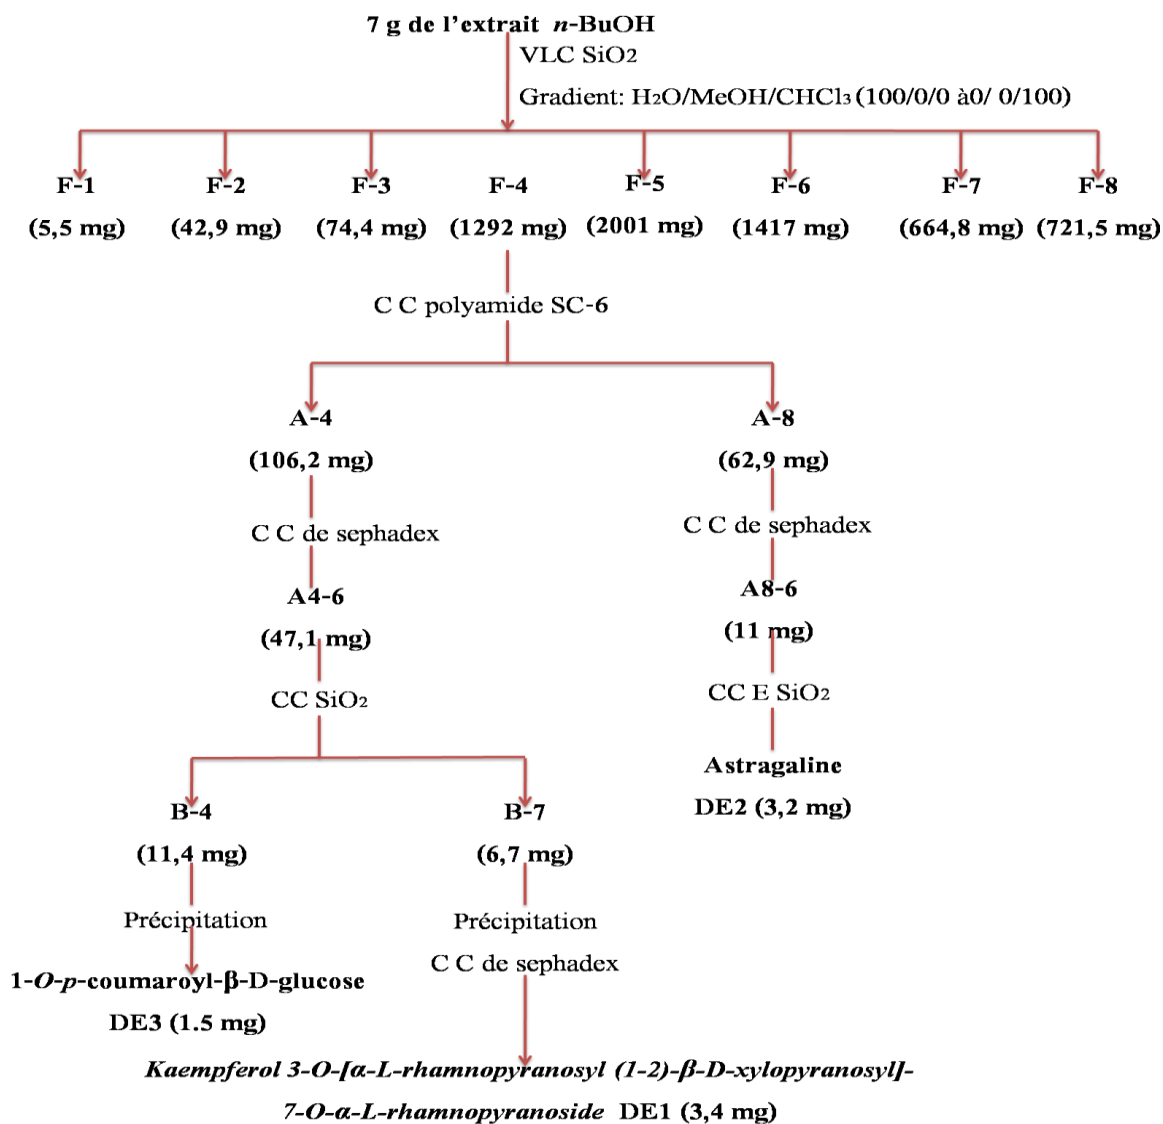 7 g de l’extrait n-BuOH
VLC SiO2
Gradient: H2O/MeOH/CHCl3 (100/0/0 à0/ 0/100)
F-1 F-2 F-3 F-4 F-5 F-6 F-7 F-8
(5,5 mg) (42,9 mg) (74,4 mg) (1292 mg) (2001 mg) (1417 mg) (664,8 mg) (721,5 mg)
C C polyamide SC-6
A-4 A-8
(106,2 mg) (62,9 mg)
C C de sephadex C C de sephadex
A4-6 A8-6
(47,1 mg) (11 mg)
CC SiO2 CC E SiO2
Astragaline
B-4 B-7 DE2 (3,2 mg)
(11,4 mg) (6,7 mg)
Précipitation Précipitation
C C de sephadex
1-O-p-coumaroyl-β-D-glucose
DE3 (1.5 mg)
Kaempferol 3-O-[α-L-rhamnopyranosyl (1-2)-β-D-xylopyranosyl]-
7-O-α-L-rhamnopyranoside DE1 (3,4 mg)